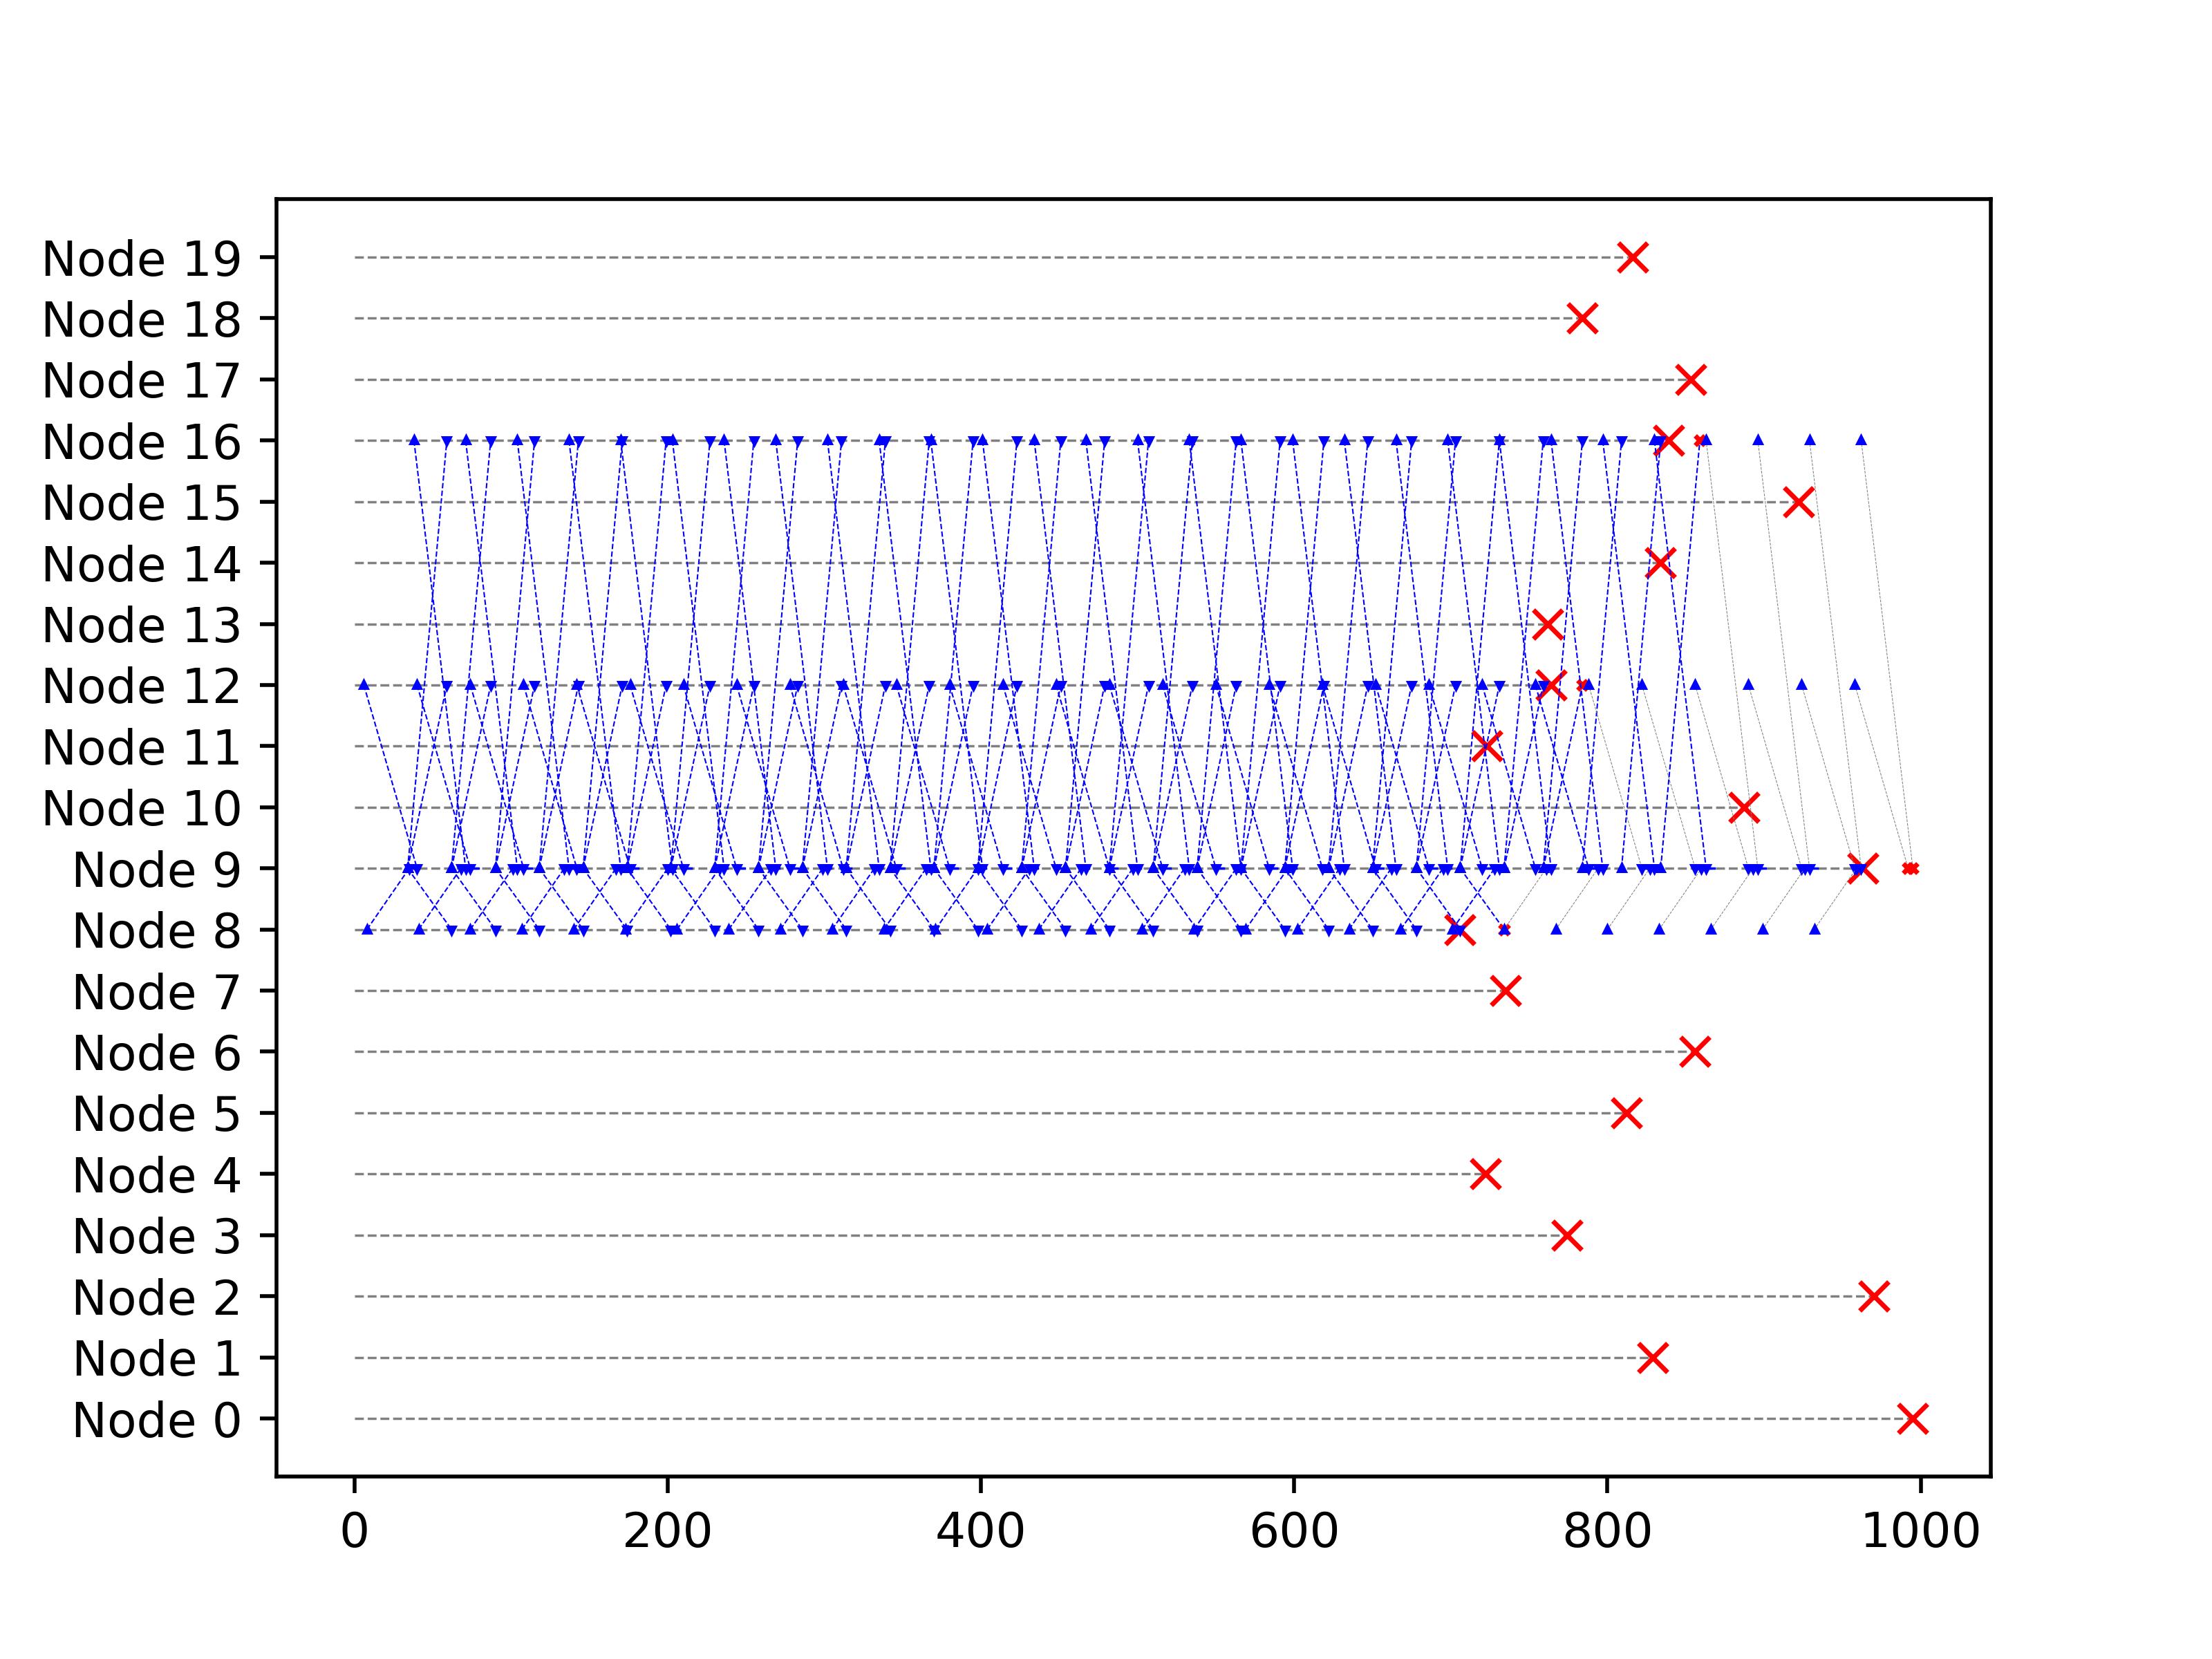 Node 19
Node 18
Node 17
Node 16
Node 15
Node 14
Node 13
Node 12
Node 11
Node 10
Node 9
Node 8
Node 7
Node 6
Node 5
Node 4
Node 3
Node 2
Node 1
Node 0
0 200 400 600 800 1000